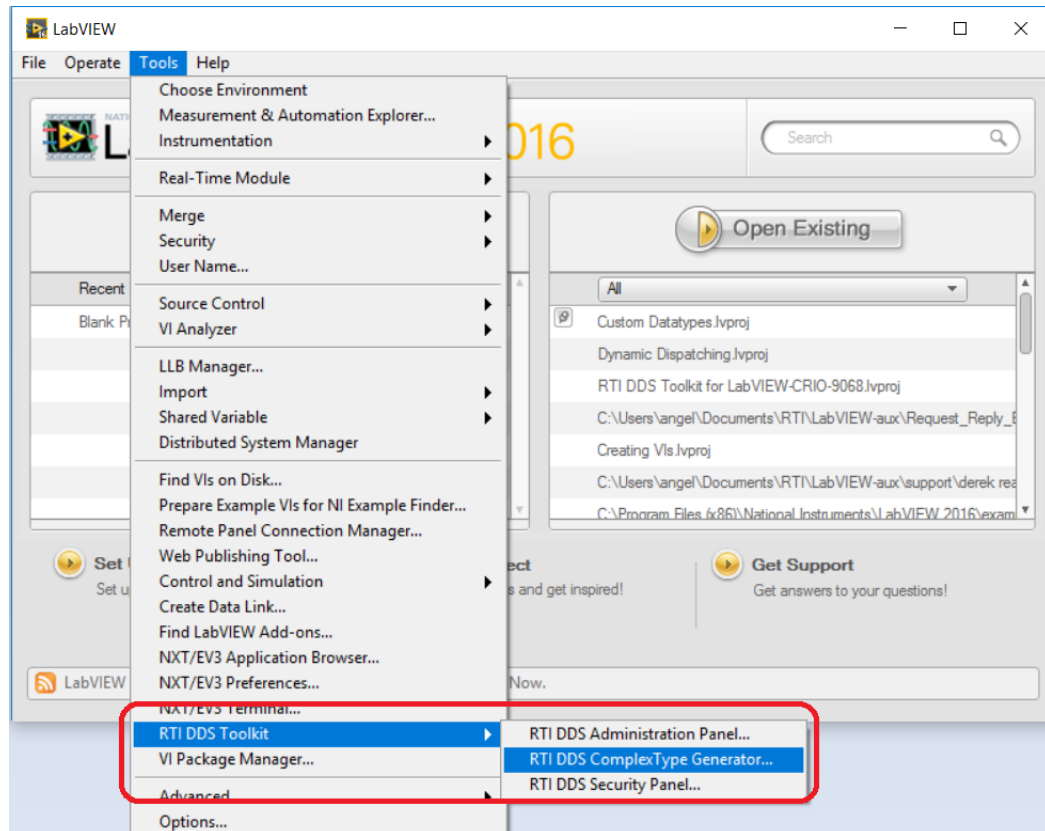 LabVIEW
File Operate Tools Help
Choose Environment
Measurement & Automation Explorer...
Instrumentation
Real-Time Module
Merge
Security
User Name...
Source Control
VI Analyzer
LLB Manager...
Import
Shared Variable
Distributed System Manager
Find VIs on Disk...
Prepare Example VIs for NI Example Finder...
Remote Panel Connection Manager...
Web Publishing Tool...
Control and Simulation
Create Data Link...
Find LabVIEW Add-ons...
NXT/EV3 Application Browser...
NXT/EV3 Preferences...
NXT/EV3 Terminal...
RTI DDS Toolkit
VI Package Manager...
Advanced
Options...
RTI DDS Administration Panel...
RTI DDS ComplexType Generator...
RTI DDS Security Panel...
NATI
L
016
Search
Recent
Blank P
Open Existing
All
Custom Datatypes.lvproj
Dynamic Dispatching.lvproj
RTI DDS Toolkit for LabVIEW-CRIO-9068.lvproj
C:\Users\angel\Documents\RTI\LabVIEW-aux\Request_Reply_E
Creating VIs.lvproj
C:\Users\angel\Documents\RTI\LabVIEW-aux\support\derek rea
C:\Program Files (x86)\National Instruments\LabVIEW 2016\exam
Set
Set u
ect
s and get inspired!
Get Support
Get answers to your questions!
LabVIEW
Now.